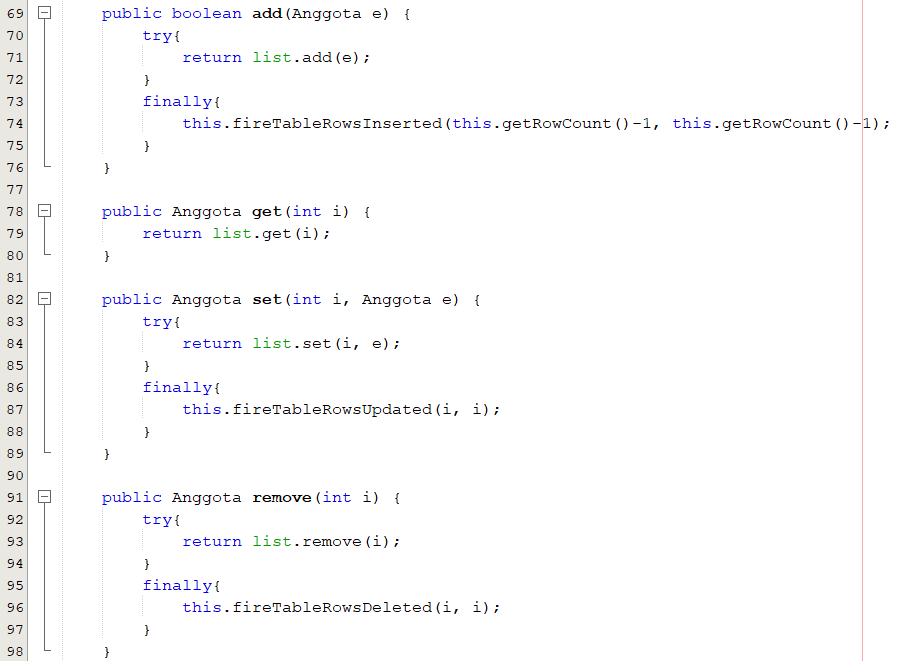 69 public boolean add(Anggota e) {
70 try{
71 return list.add(e);
72 }
73 finally{
74 this.fireTableRowsInserted(this.getRowCount()-1, this.getRowCount()-1);
75 }
76 }
77
78 public Anggota get(int i) {
79 return list.get(i);
80 }
81
82 public Anggota set(int i, Anggota e) {
83 try{
84 return list.set(i, e);
85 }
86 finally{
87 this.fireTableRowsUpdated(i, i);
88 }
89 }
90
91 public Anggota remove(int i) {
92 try{
93 return list.remove(i);
94 }
95 finally{
96 this.fireTableRowsDeleted(i, i);
97 }
98 }